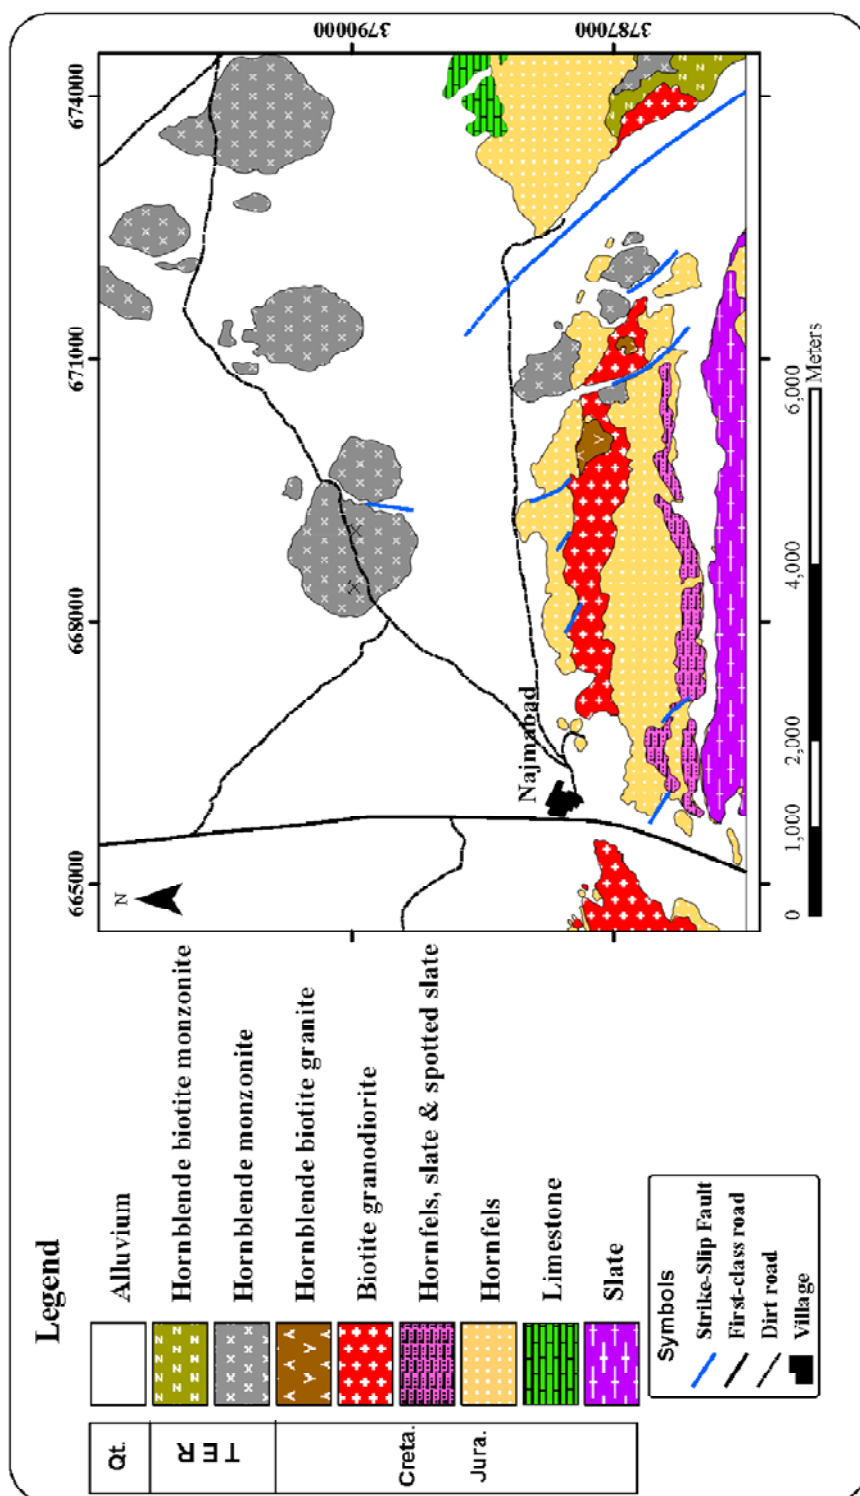 3790000
3787000
665000
668000
671000
674000
N
Najmabad
0
1,000
2,000
4,000
6,000
Meters
Legend
Qt.
TER
Creta.
Jura.
Alluvium
Hornblende biotite monzonite
Hornblende monzonite
Hornblende biotite granite
Biotite granodiorite
Hornfels, slate & spotted slate
Hornfels
Limestone
Slate
Symbols
Strike-Slip Fault
First-class road
Dirt road
Village